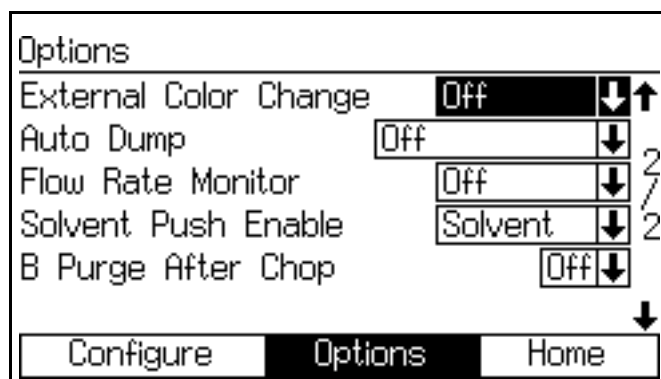 Options
External Color Change Off
Auto Dump Off
Flow Rate Monitor Off
Solvent Push Enable Solvent
B Purge After Chop Off
2/2
Configure Options Home